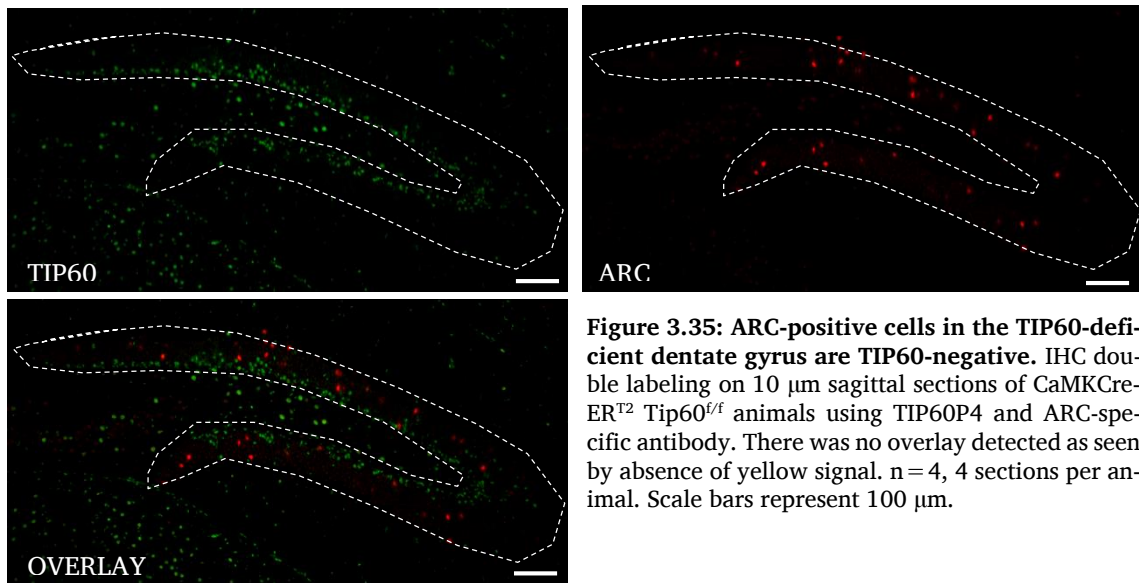 TIP60
ARC
OVERLAY
Figure 3.35: ARC-positive cells in the TIP60-defi-
cient dentate gyrus are TIP60-negative. IHC dou-
ble labeling on 10 µm sagittal sections of CaMKCre-
ERT2 Tip60f/f animals using TIP60P4 and ARC-spe-
cific antibody. There was no overlay detected as seen
by absence of yellow signal. n=4, 4 sections per an-
imal. Scale bars represent 100 µm.